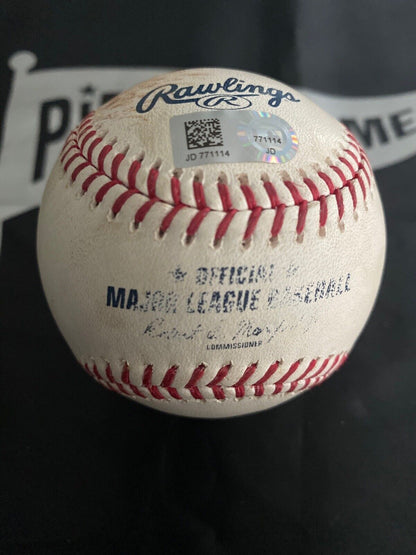 Rawlings
R
771114
JD
JD 771114
OFFICIAL
MAJOR LEAGUE BASEBALL
COMMISSIONER